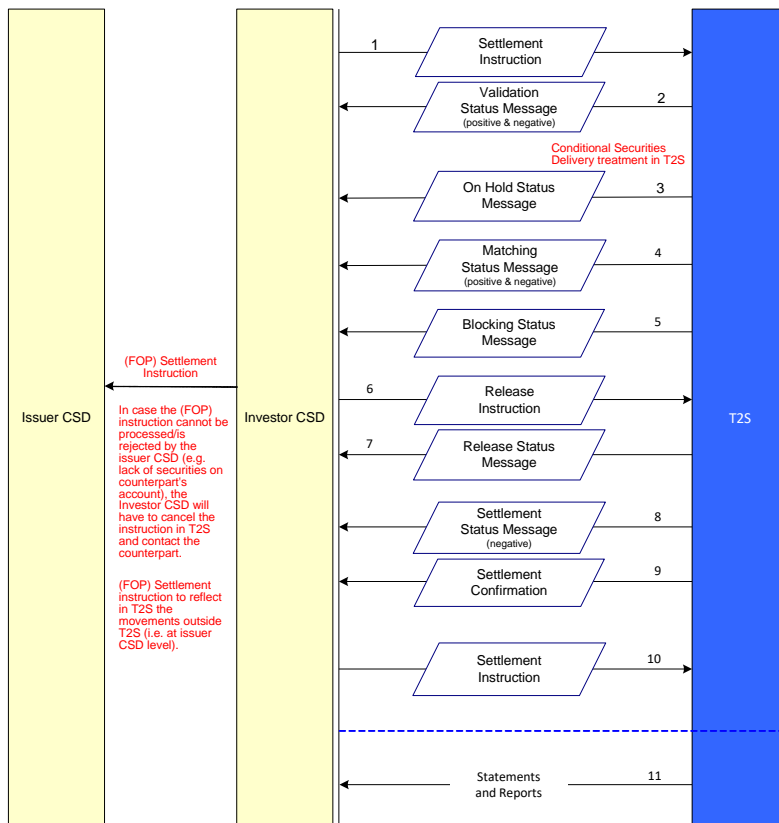 1
Settlement
Instruction
Validation
Status Message
(positive & negative)
2
Conditional Securities
Delivery treatment in T2S
On Hold Status
Message
3
Matching
Status Message
(positive & negative)
4
Blocking Status
Message
5
(FOP) Settlement
Instruction
6
Release
Instruction
Issuer CSD
In case the (FOP)
instruction cannot be
processed/is
rejected by the
issuer CSD (e.g.
lack of securities on
counterpart's
account), the
Investor CSD will
have to cancel the
instruction in T2S
and contact the
counterpart.
Investor CSD
T2S
7
Release Status
Message
Settlement
Status Message
(negative)
8
Settlement
Confirmation
9
(FOP) Settlement
instruction to reflect
in T2S the
movements outside
T2S (i.e. at issuer
CSD level).
Settlement
Instruction
10
Statements
and Reports
11